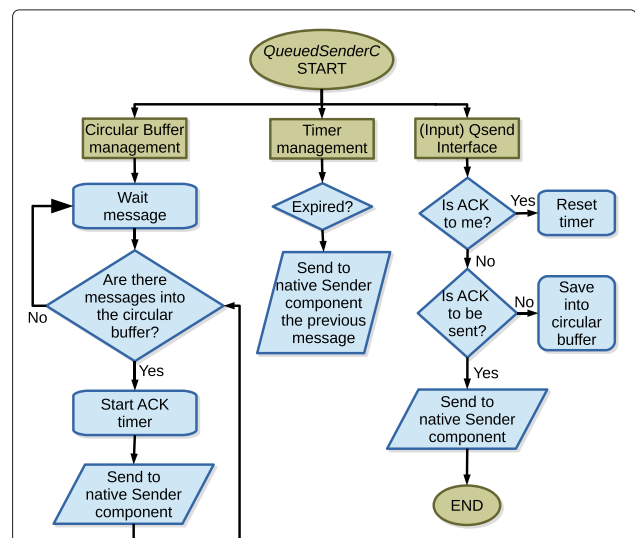 QueuedSenderC
START
Circular Buffer
management
Timer
management
(Input) Qsend
Interface
Wait
message
Expired?
Is ACK
to me?
Yes
Reset
timer
No
Are there
messages into
the circular
buffer?
No
Yes
Send to
native Sender
component
the previous
message
Is ACK
to be
sent?
No
Save
into
circular
buffer
Yes
Start ACK
timer
Send to
native Sender
component
Send to
native Sender
component
END